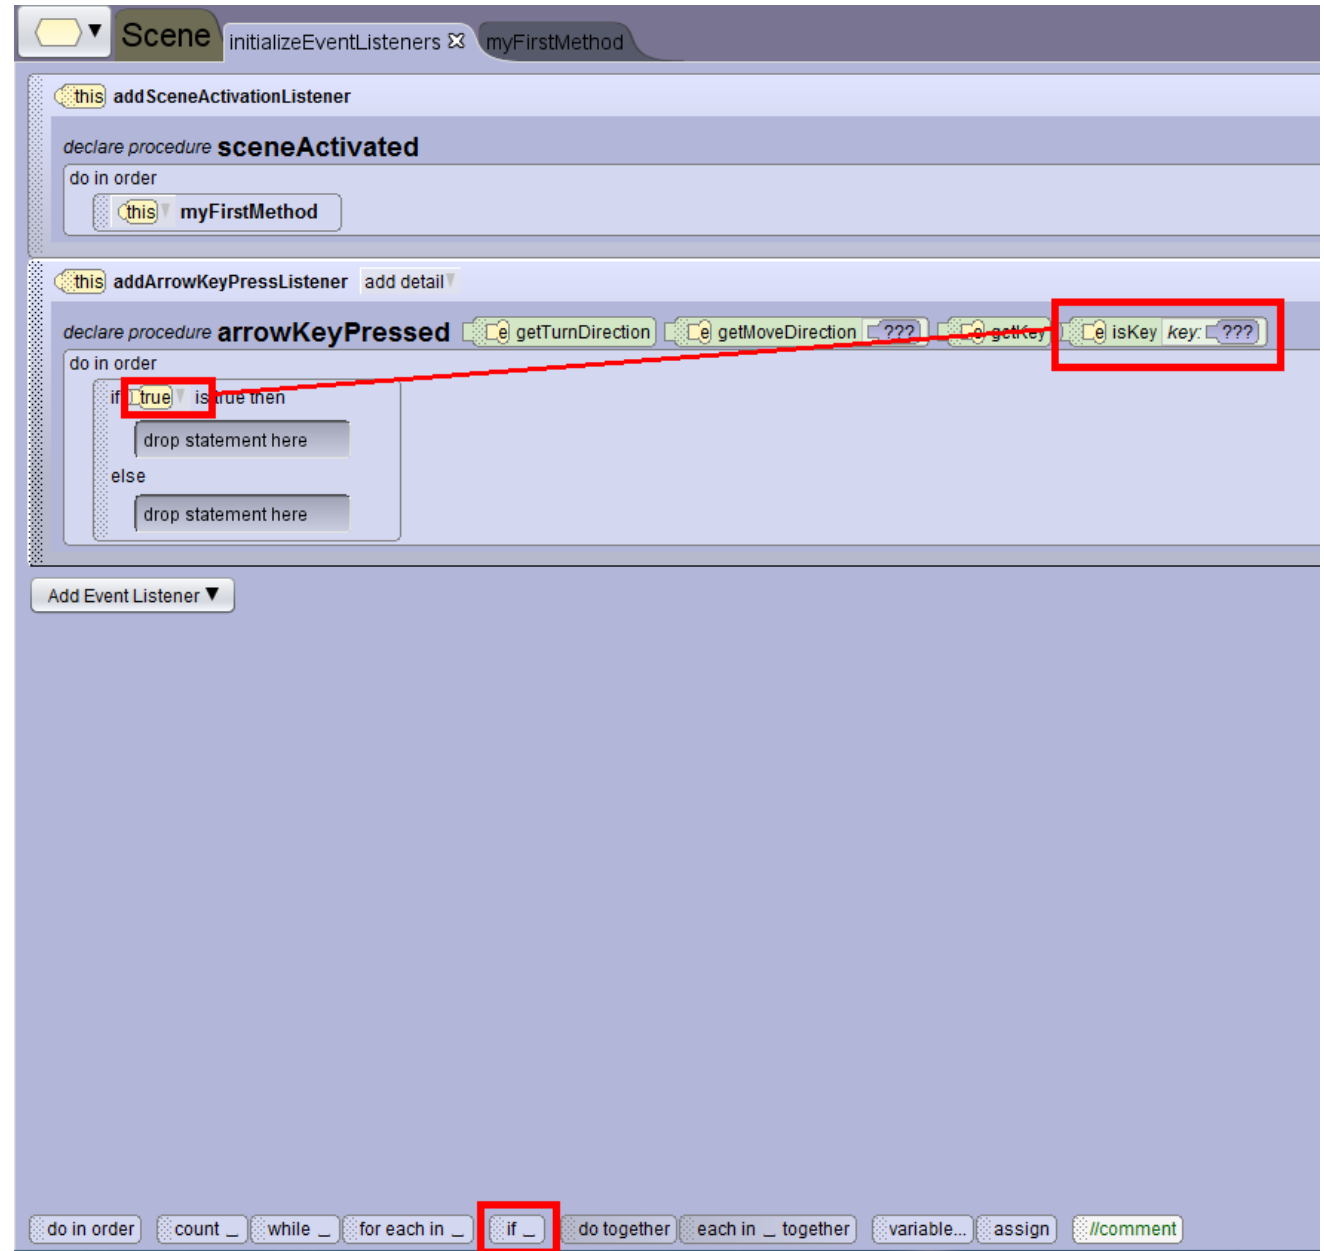 Scene initializeEventListeners myFirstMethod
this addSceneActivationListener
declare procedure sceneActivated
do in order
this myFirstMethod
this addArrowKeyPressListener add detail
declare procedure arrowKeyPressed e getTurnDirection e getMoveDirection ??? e getKey e isKey key: ???
do in order
if true is true then
drop statement here
else
drop statement here
Add Event Listener
do in order count _ while _ for each in _ if _ do together each in _ together variable... assign //comment